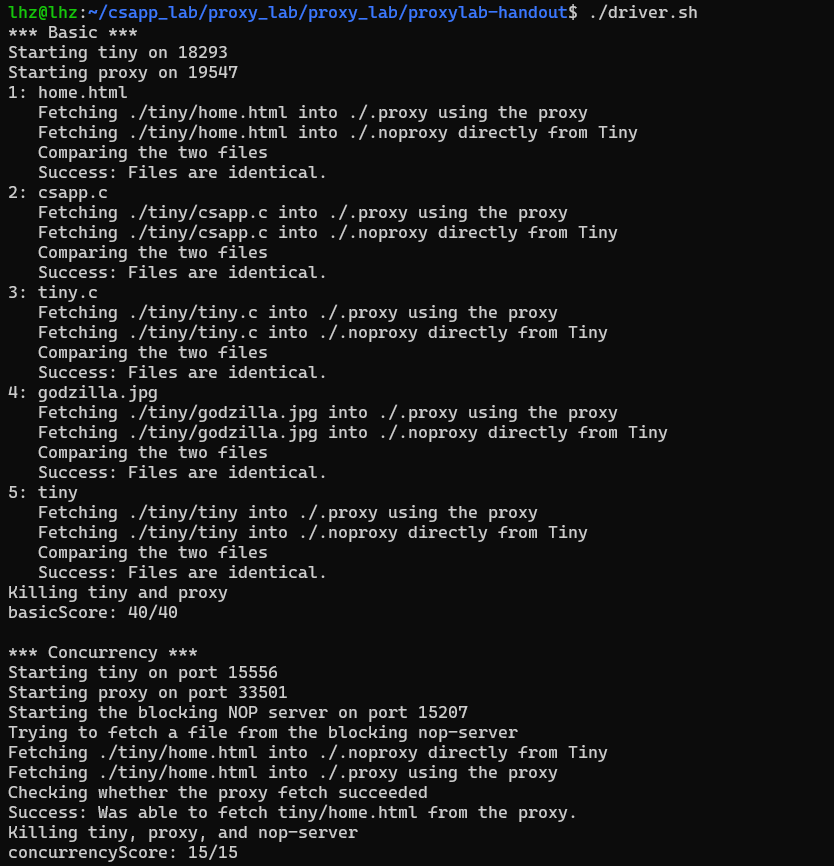 lhz@lhz:~/csapp_lab/proxy_lab/proxy_lab/proxylab-handout$ ./driver.sh
*** Basic ***
Starting tiny on 18293
Starting proxy on 19547
1: home.html
   Fetching ./tiny/home.html into ./.proxy using the proxy
   Fetching ./tiny/home.html into ./.noproxy directly from Tiny
   Comparing the two files
   Success: Files are identical.
2: csapp.c
   Fetching ./tiny/csapp.c into ./.proxy using the proxy
   Fetching ./tiny/csapp.c into ./.noproxy directly from Tiny
   Comparing the two files
   Success: Files are identical.
3: tiny.c
   Fetching ./tiny/tiny.c into ./.proxy using the proxy
   Fetching ./tiny/tiny.c into ./.noproxy directly from Tiny
   Comparing the two files
   Success: Files are identical.
4: godzilla.jpg
   Fetching ./tiny/godzilla.jpg into ./.proxy using the proxy
   Fetching ./tiny/godzilla.jpg into ./.noproxy directly from Tiny
   Comparing the two files
   Success: Files are identical.
5: tiny
   Fetching ./tiny/tiny into ./.proxy using the proxy
   Fetching ./tiny/tiny into ./.noproxy directly from Tiny
   Comparing the two files
   Success: Files are identical.
Killing tiny and proxy
basicScore: 40/40

*** Concurrency ***
Starting tiny on port 15556
Starting proxy on port 33501
Starting the blocking NOP server on port 15207
Trying to fetch a file from the blocking nop-server
Fetching ./tiny/home.html into ./.noproxy directly from Tiny
Fetching ./tiny/home.html into ./.proxy using the proxy
Checking whether the proxy fetch succeeded
Success: Was able to fetch tiny/home.html from the proxy.
Killing tiny, proxy, and nop-server
concurrencyScore: 15/15